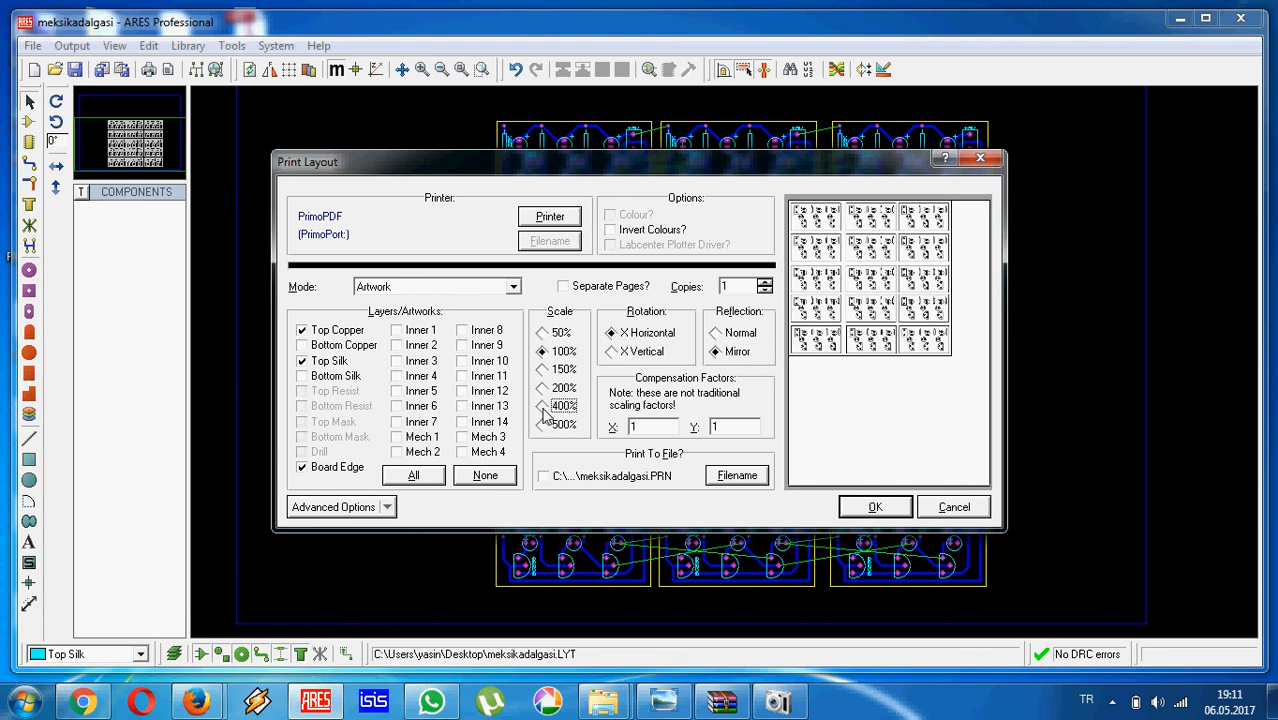 meksikadalgasi - ARES Professional
File Output View Edit Library Tools System Help
m
0°
T COMPONENTS
Print Layout
?
Printer:
PrimoPDF
(PrimoPort:)
Printer
Filename
Options:
Colour?
Invert Colours?
Labcenter Plotter Driver?
Mode: Artwork
Separate Pages? Copies: 1
Layers/Artworks:
Top Copper Inner 1 Inner 8
Bottom Copper Inner 2 Inner 9
Top Silk Inner 3 Inner 10
Bottom Silk Inner 4 Inner 11
Top Resist Inner 5 Inner 12
Bottom Resist Inner 6 Inner 13
Top Mask Inner 7 Inner 14
Bottom Mask Mech 1 Mech 3
Drill Mech 2 Mech 4
Board Edge
All None
Scale
50%
100%
150%
200%
400%
500%
Rotation:
X Horizontal
X Vertical
Reflection:
Normal
Mirror
Compensation Factors:
Note: these are not traditional
scaling factors!
X: 1 Y: 1
Print To File?
C:\...\meksikadalgasi.PRN Filename
Advanced Options
OK Cancel
A
S
Top Silk
T
C:\Users\yasin\Desktop\meksikadalgasi.LYT
No DRC errors
ARES
isis
TR
19:11
06.05.2017